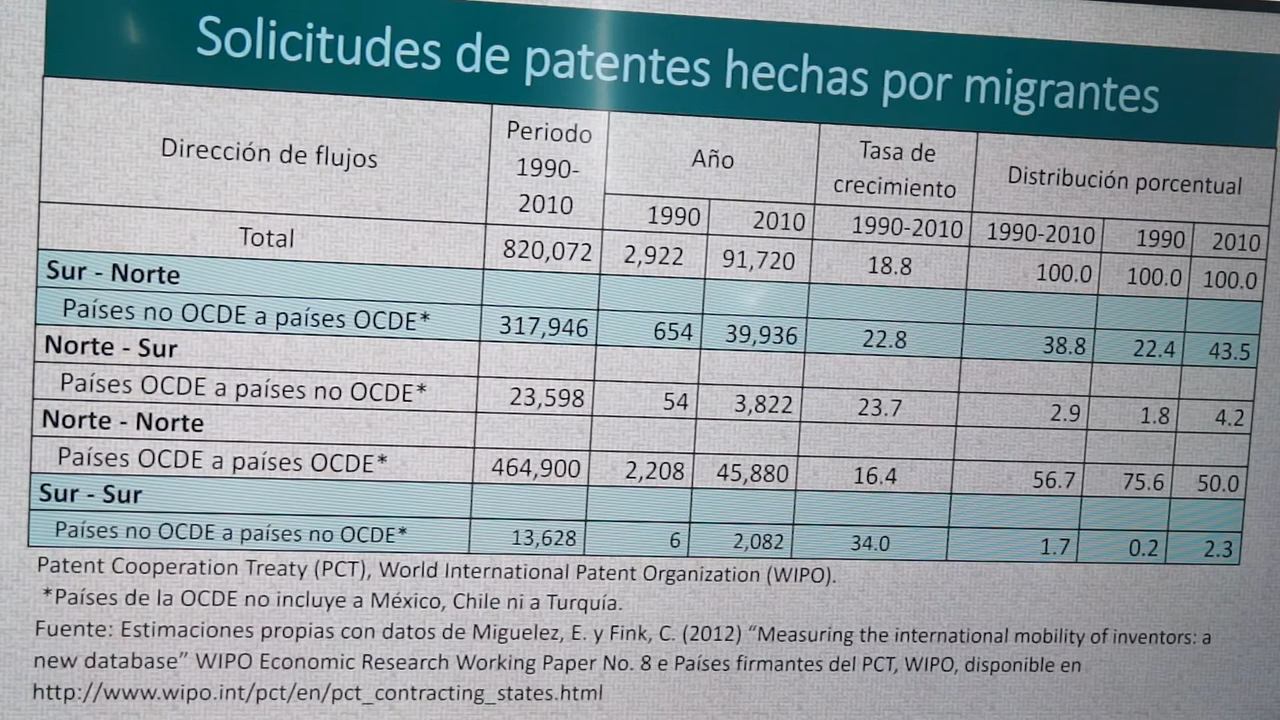 Solicitudes de patentes hechas por migrantes
Dirección de flujos
Periodo
1990-
2010
Año
Tasa de
crecimiento
Distribución porcentual
1990 2010 1990-2010 1990-2010 1990 2010
Total 820,072 2,922 91,720 18.8 100.0 100.0 100.0
Sur - Norte
Países no OCDE a países OCDE* 317,946 654 39,936 22.8 38.8 22.4 43.5
Norte - Sur
Países OCDE a países no OCDE* 23,598 54 3,822 23.7 2.9 1.8 4.2
Norte - Norte
Países OCDE a países OCDE* 464,900 2,208 45,880 16.4 56.7 75.6 50.0
Sur - Sur
Países no OCDE a países no OCDE* 13,628 6 2,082 34.0 1.7 0.2 2.3
Patent Cooperation Treaty (PCT), World International Patent Organization (WIPO).
*Países de la OCDE no incluye a México, Chile ni a Turquía.
Fuente: Estimaciones propias con datos de Miguelez, E. y Fink, C. (2012) “Measuring the international mobility of inventors: a
new database” WIPO Economic Research Working Paper No. 8 e Países firmantes del PCT, WIPO, disponible en
http://www.wipo.int/pct/en/pct_contracting_states.html